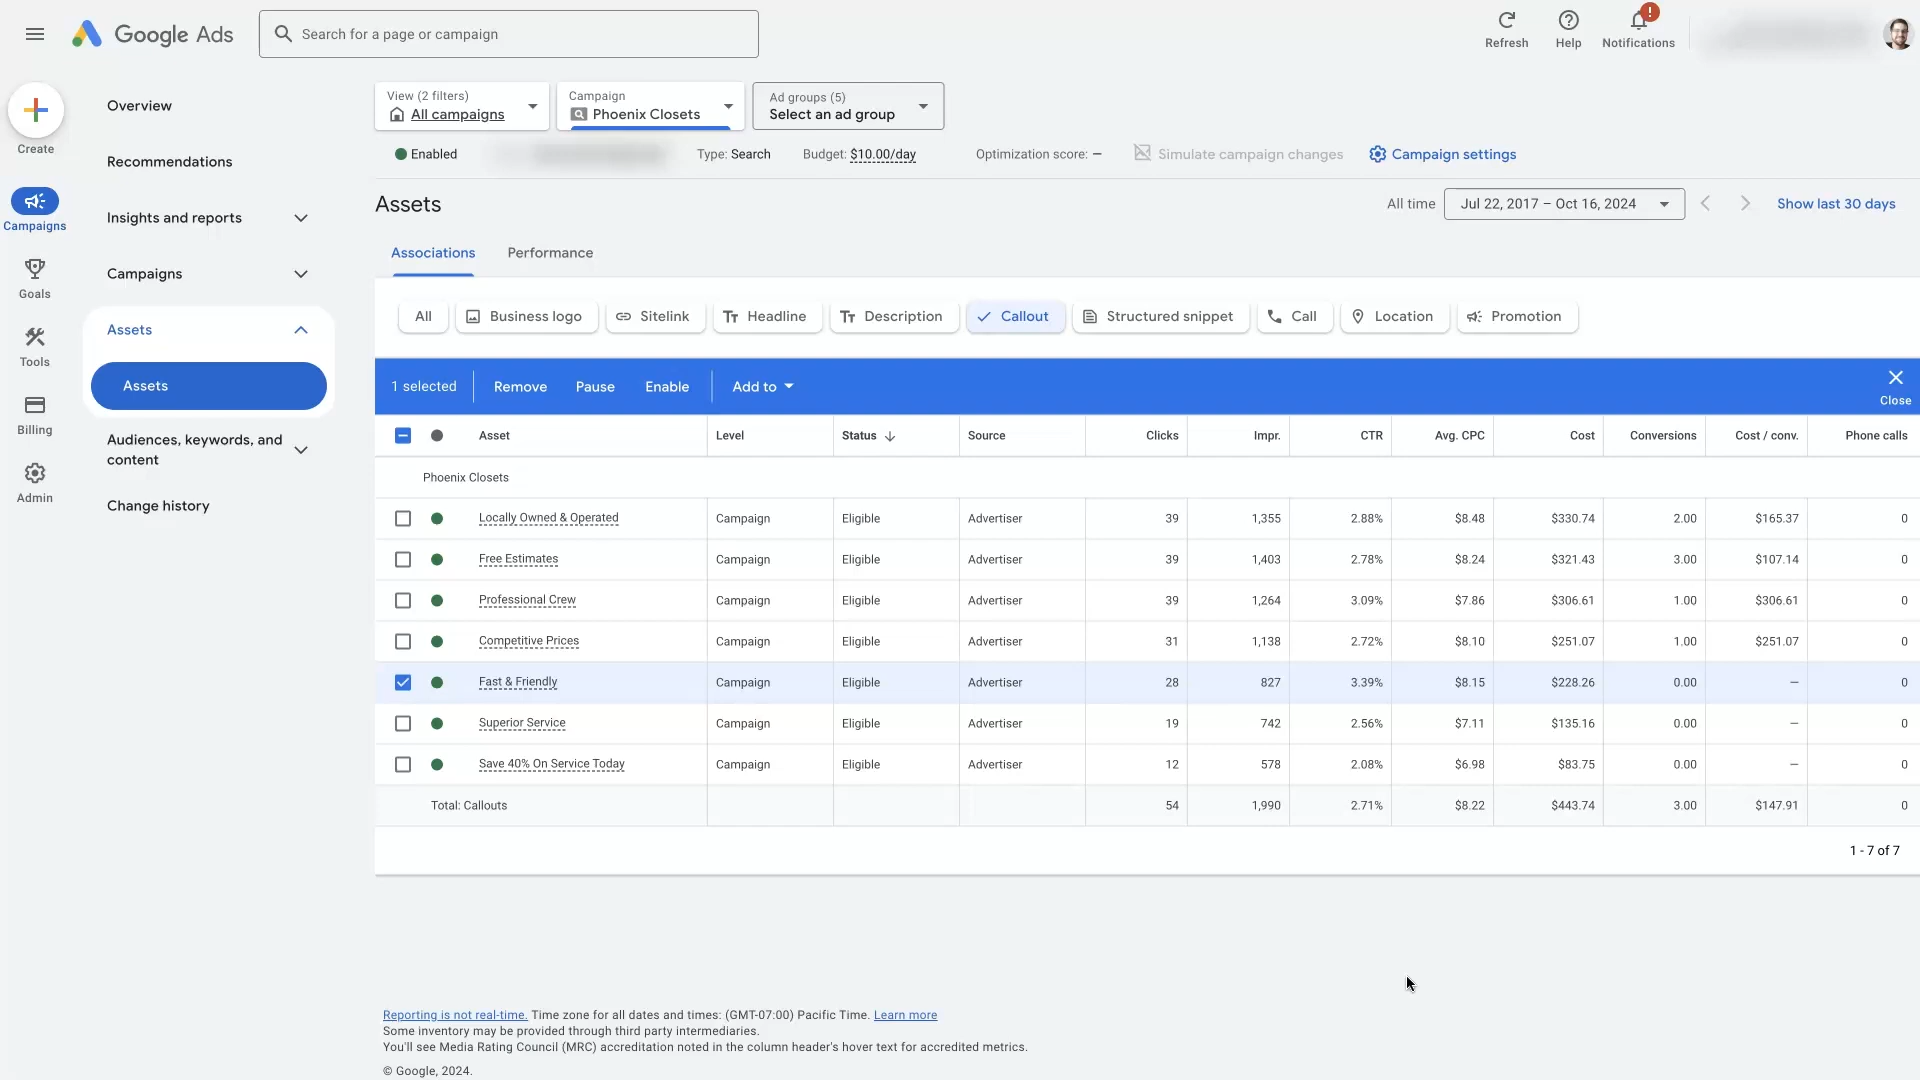 Google Ads
Search for a page or campaign
Refresh
Help
!
Notifications
Create
Campaigns
Goals
Tools
Billing
Admin
Overview
Recommendations
Insights and reports
Campaigns
Assets
Assets
Audiences, keywords, and
content
Change history
View (2 filters)
All campaigns
Campaign
Phoenix Closets
Ad groups (5)
Select an ad group
Enabled
Type: Search
Budget: $10.00/day
Optimization score: –
Simulate campaign changes
Campaign settings
Assets
All time
Jul 22, 2017 – Oct 16, 2024
Show last 30 days
Associations
Performance
All
Business logo
Sitelink
Headline
Description
Callout
Structured snippet
Call
Location
Promotion
1 selected
Remove
Pause
Enable
Add to
Close
Asset Level Status Source Clicks Impr. CTR Avg. CPC Cost Conversions Cost / conv. Phone calls
Phoenix Closets
Locally Owned & Operated Campaign Eligible Advertiser 39 1,355 2.88% $8.48 $330.74 2.00 $165.37 0
Free Estimates Campaign Eligible Advertiser 39 1,403 2.78% $8.24 $321.43 3.00 $107.14 0
Professional Crew Campaign Eligible Advertiser 39 1,264 3.09% $7.86 $306.61 1.00 $306.61 0
Competitive Prices Campaign Eligible Advertiser 31 1,138 2.72% $8.10 $251.07 1.00 $251.07 0
Fast & Friendly Campaign Eligible Advertiser 28 827 3.39% $8.15 $228.26 0.00 – 0
Superior Service Campaign Eligible Advertiser 19 742 2.56% $7.11 $135.16 0.00 – 0
Save 40% On Service Today Campaign Eligible Advertiser 12 578 2.08% $6.98 $83.75 0.00 – 0
Total: Callouts 54 1,990 2.71% $8.22 $443.74 3.00 $147.91 0
1 - 7 of 7
Reporting is not real-time. Time zone for all dates and times: (GMT-07:00) Pacific Time. Learn more
Some inventory may be provided through third party intermediaries.
You'll see Media Rating Council (MRC) accreditation noted in the column header's hover text for accredited metrics.
© Google, 2024.